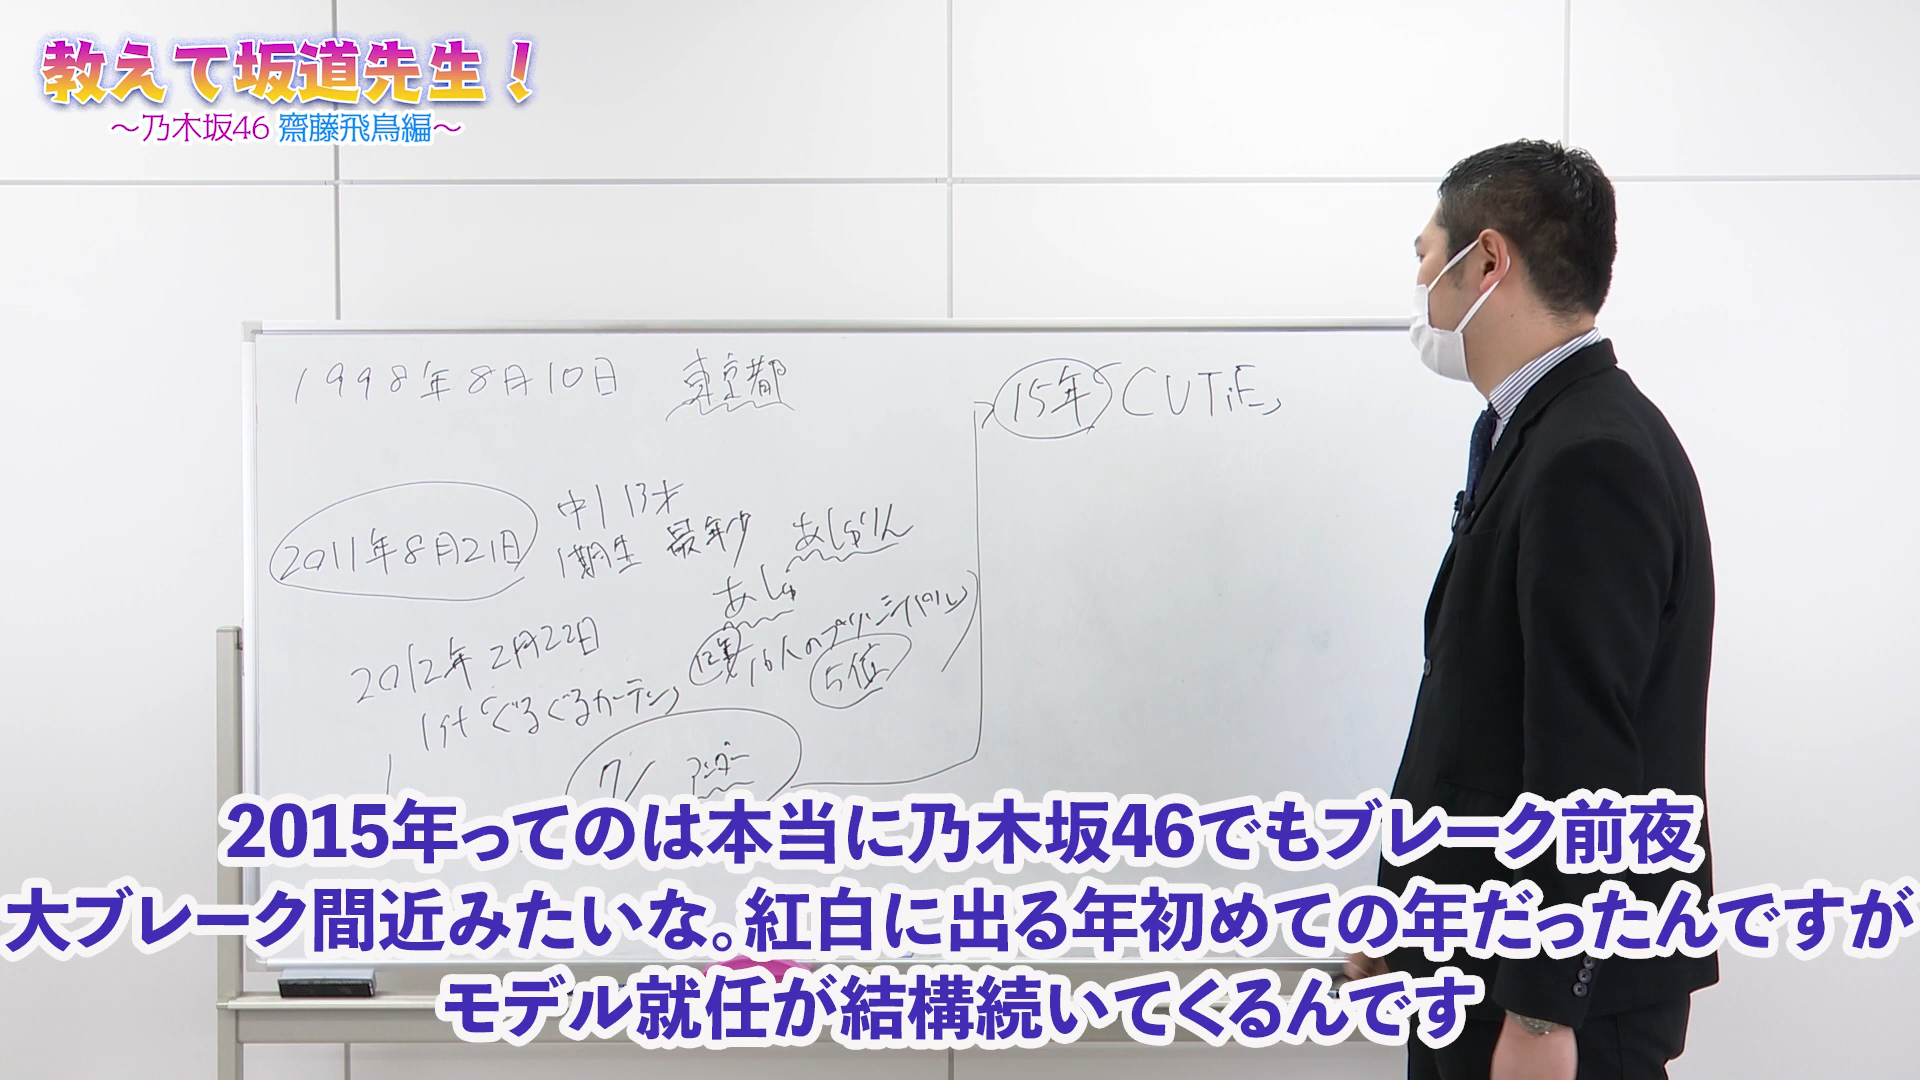 教えて坂道先生！
〜乃木坂46 齋藤飛鳥編〜
1998年8月10日 東京都
2011年8月21日
中1 13才
1期生 最年少 あしゅりん
あしゅ
2012年2月22日
1st「ぐるぐるカーテン」
12年 16人のプリンシパル
5位
7/ アンダー
15年 CUTiE
2015年ってのは本当に乃木坂46でもブレーク前夜
大ブレーク間近みたいな。紅白に出る年初めての年だったんですが
モデル就任が結構続いてくるんです